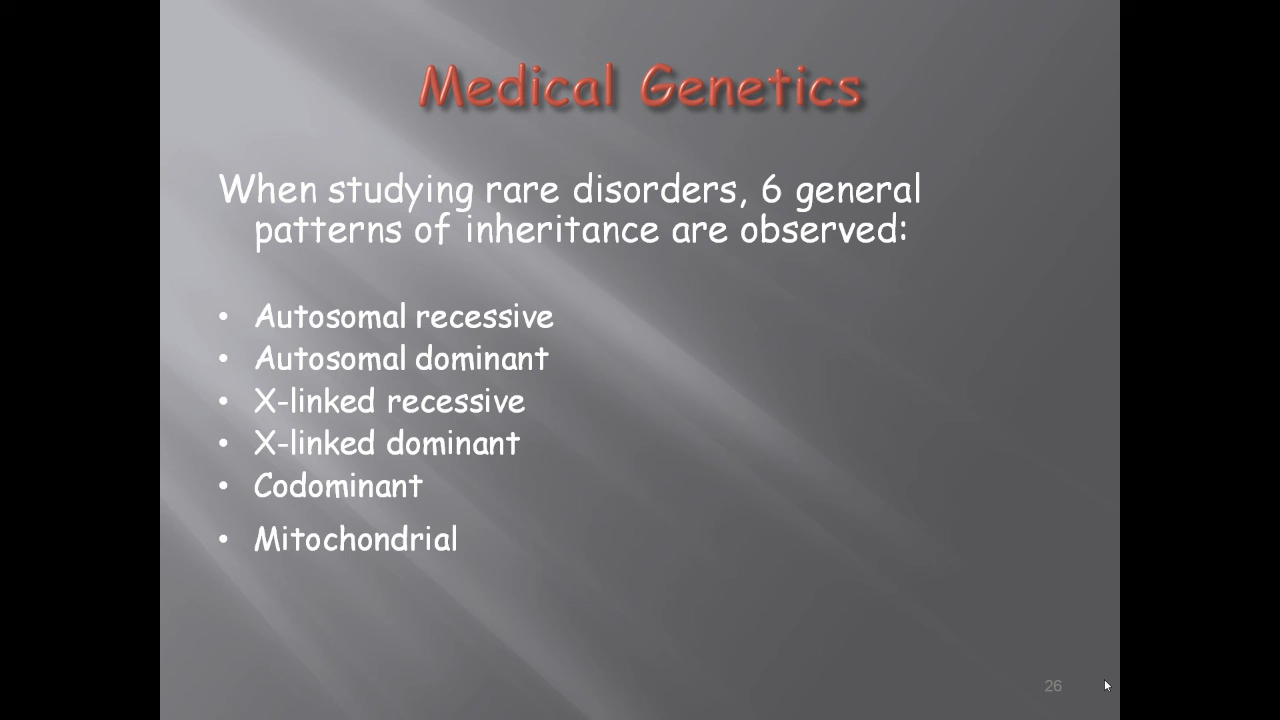 Medical Genetics
When studying rare disorders, 6 general
patterns of inheritance are observed:
• Autosomal recessive
• Autosomal dominant
• X-linked recessive
• X-linked dominant
• Codominant
• Mitochondrial
26